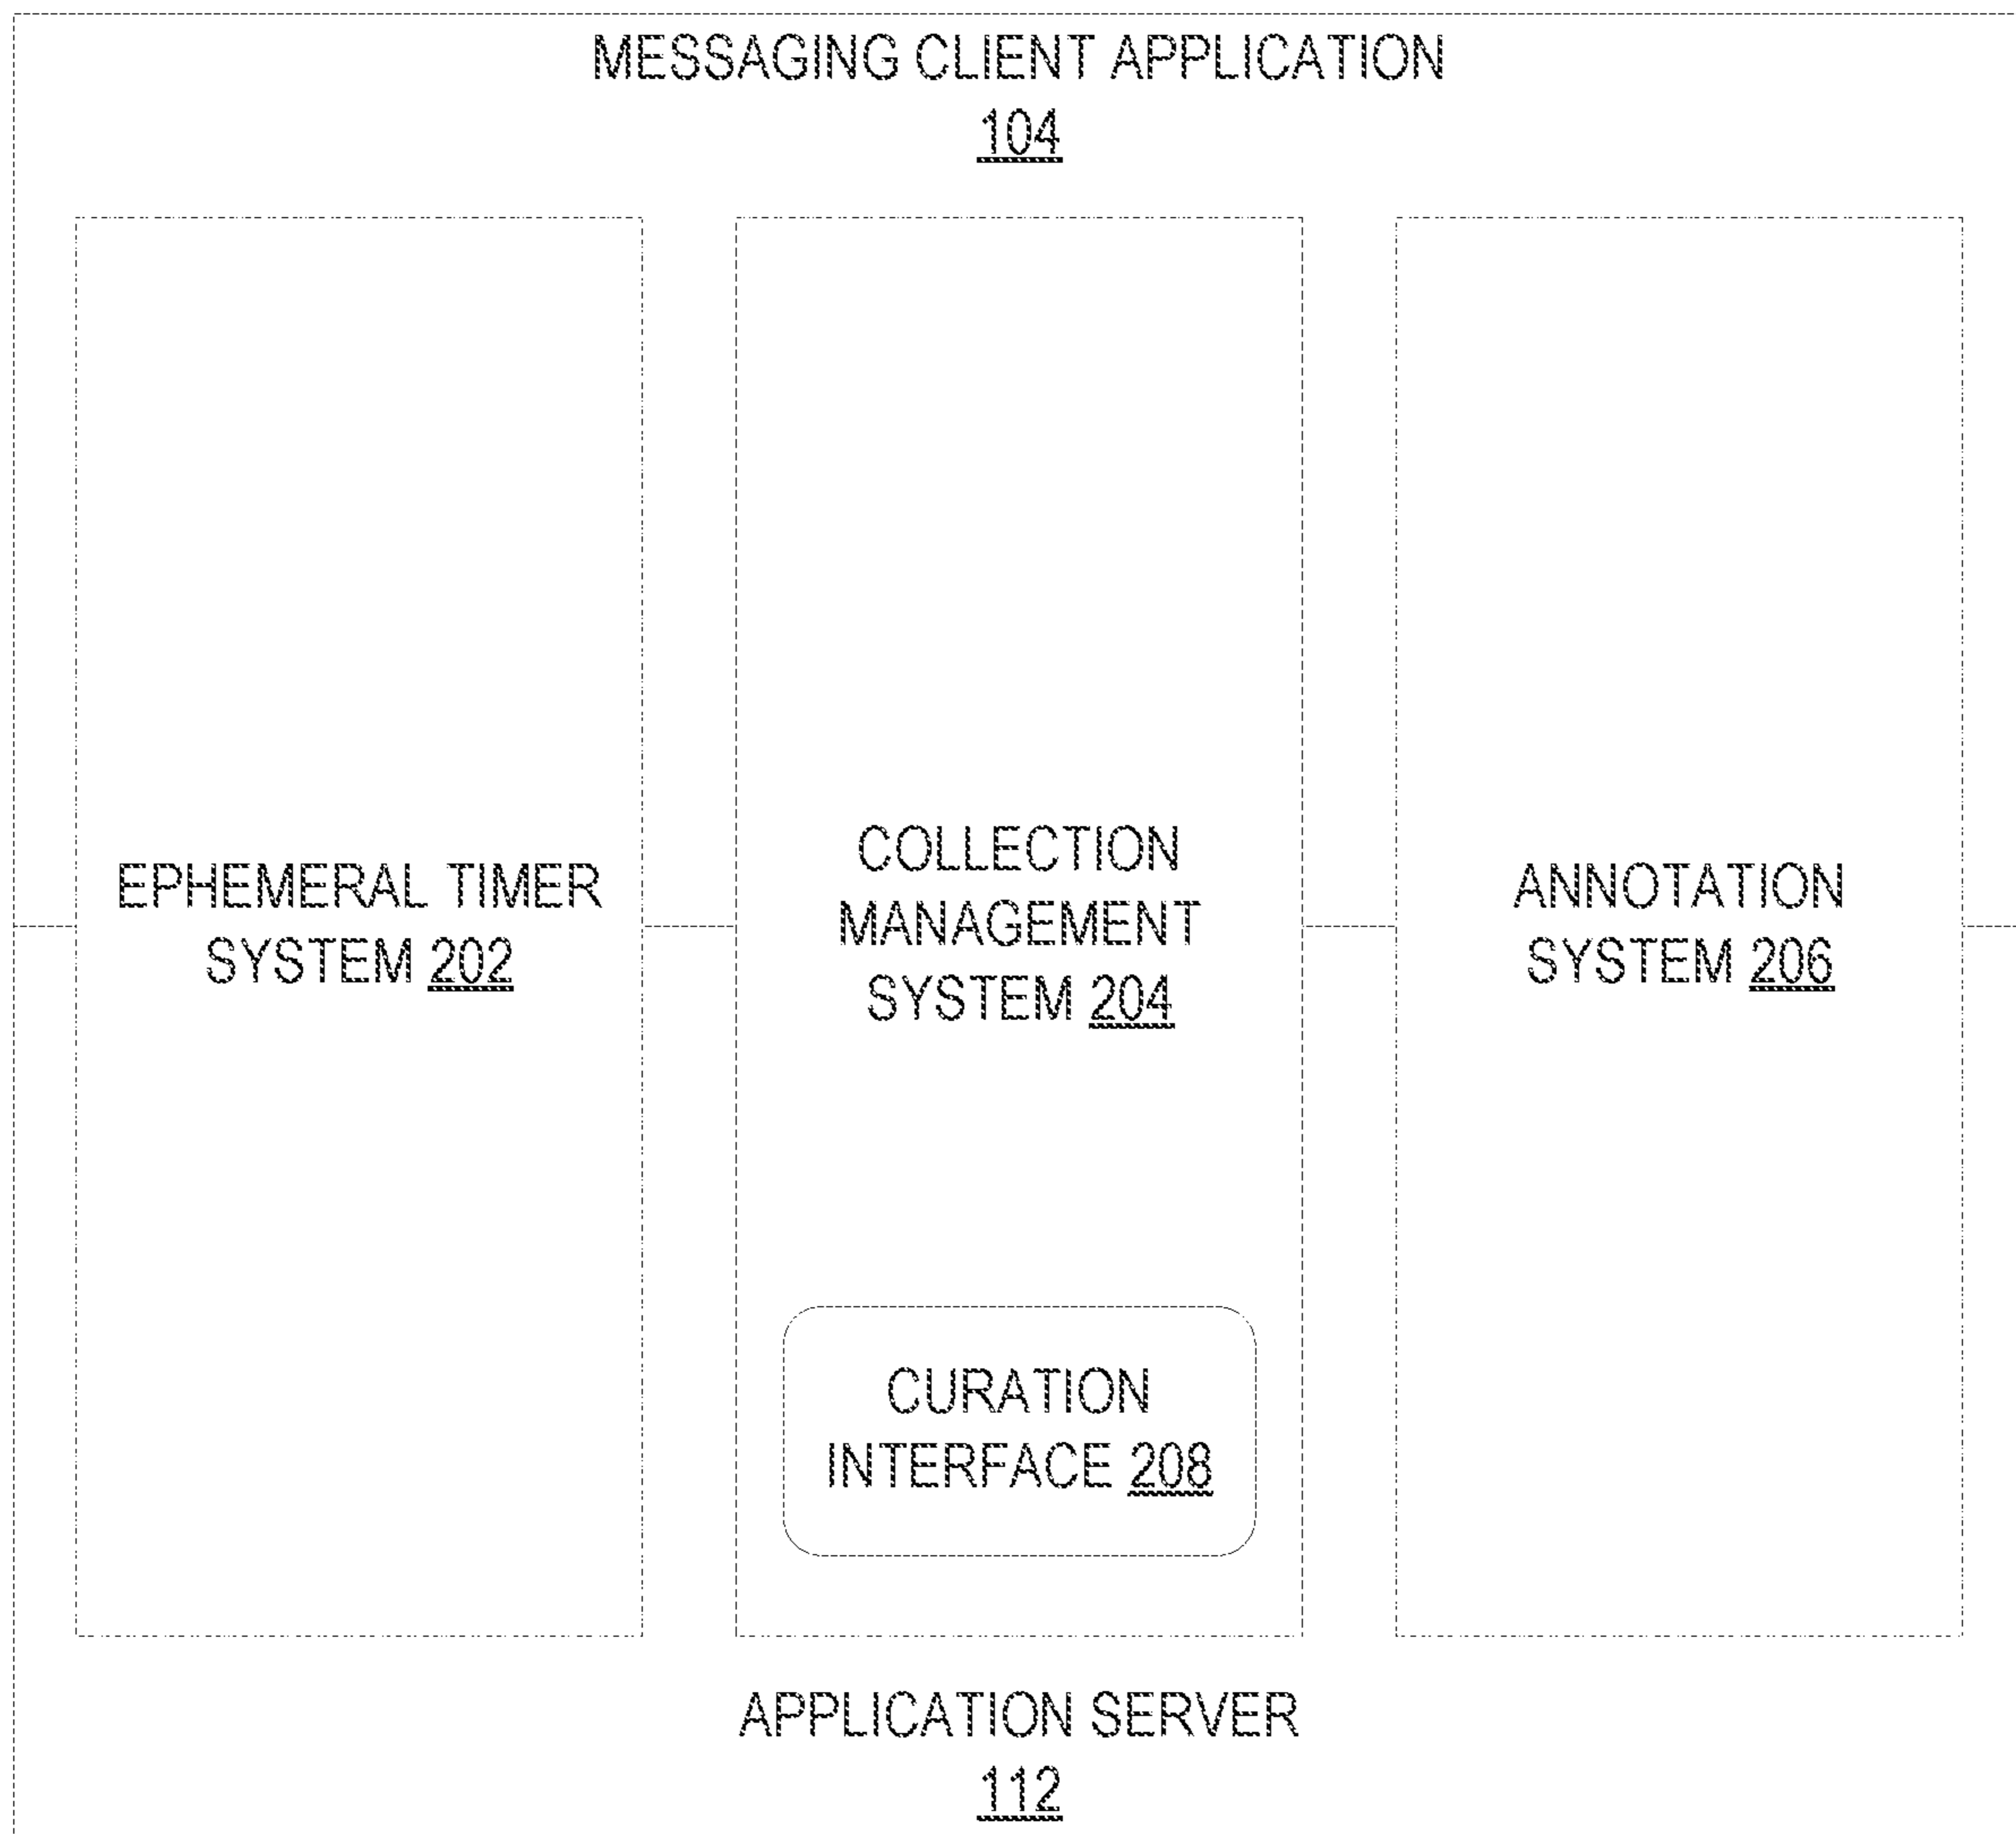 MESSAGING CLIENT APPLICATION
104
EPHEMERAL TIMER
SYSTEM 202
COLLECTION
MANAGEMENT
SYSTEM 204
CURATION
INTERFACE 208
ANNOTATION
SYSTEM 206
APPLICATION SERVER
112